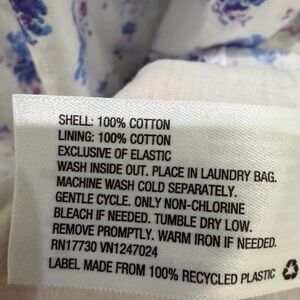 SHELL: 100% COTTON
LINING: 100% COTTON
EXCLUSIVE OF ELASTIC
WASH INSIDE OUT. PLACE IN LAUNDRY BAG.
MACHINE WASH COLD SEPARATELY.
GENTLE CYCLE. ONLY NON-CHLORINE
BLEACH IF NEEDED. TUMBLE DRY LOW.
REMOVE PROMPTLY. WARM IRON IF NEEDED.
RN17730 VN1247024
LABEL MADE FROM 100% RECYCLED PLASTIC